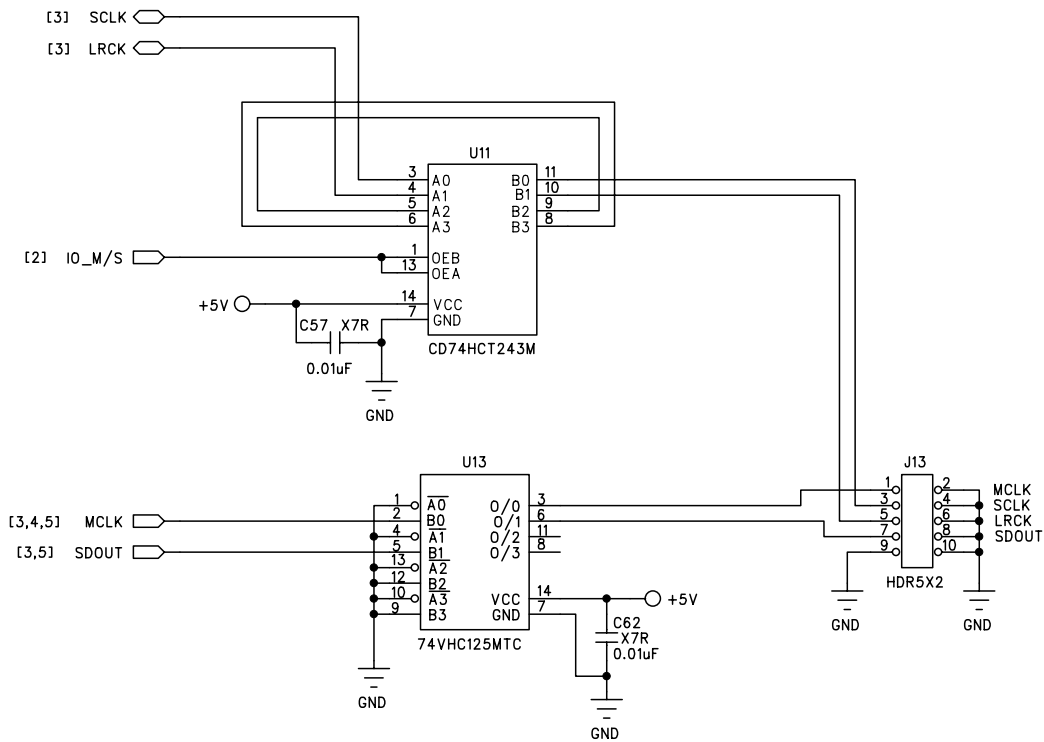 [3] SCLK
[3] LRCK
U11
3 A0 B0 11
4 A1 B1 10
5 A2 B2 9
6 A3 B3 8
[2] IO_M/S 1 OEB
13 OEA
+5V 14 VCC
7 GND
C57 X7R
0.01uF
CD74HCT243M
GND
U13
J13
1 A0 O/0 3
[3,4,5] MCLK 2 B0 O/1 6
4 A1 O/2 11
[3,5] SDOUT 5 B1 O/3 8
13 A2
12 B2
10 A3 VCC 14 +5V
9 B3 GND 7
74VHC125MTC
C62
X7R
0.01uF
GND
GND
1 2 MCLK
3 4 SCLK
5 6 LRCK
7 8 SDOUT
9 10
HDR5X2
GND GND